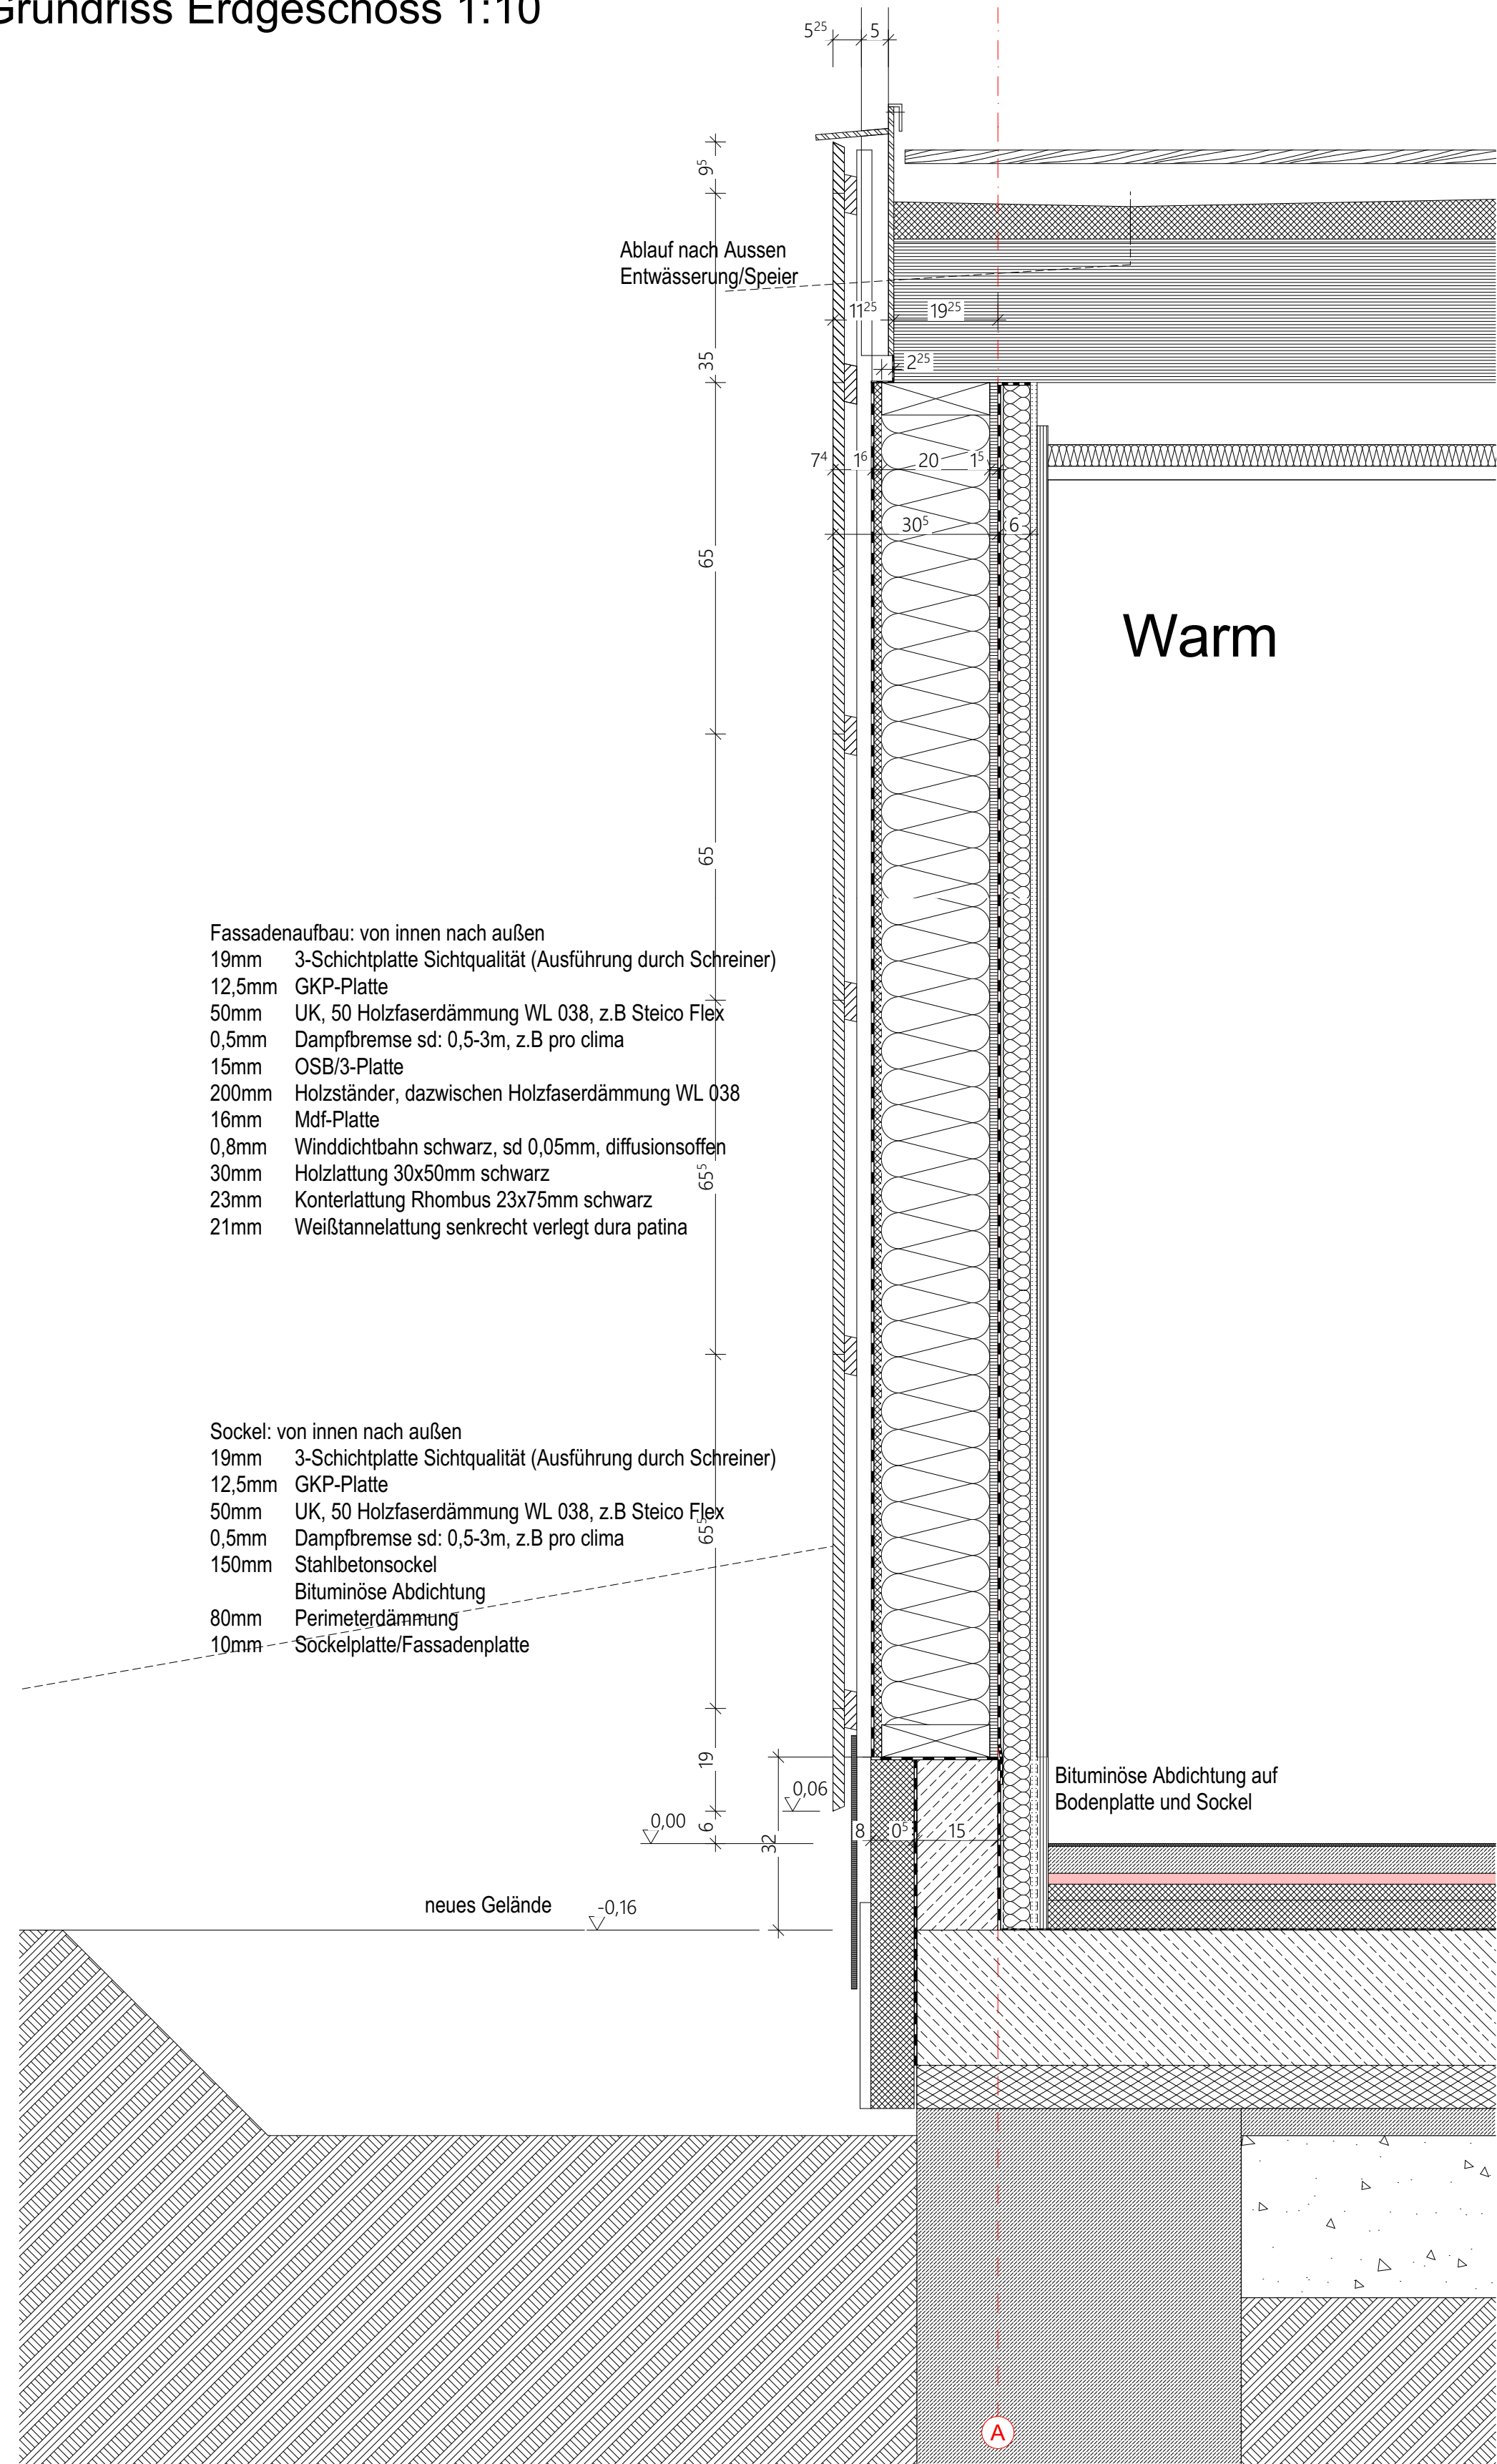 Grundriss Erdgeschoss 1:10
5²⁵ 5
9⁵
Ablauf nach Aussen
Entwässerung/Speier
11²⁵ 19²⁵
35
2²⁵
7⁴ 1⁶ 20 1⁵
30⁵ 6
65
Warm
65
Fassadenaufbau: von innen nach außen
19mm 3-Schichtplatte Sichtqualität (Ausführung durch Schreiner)
12,5mm GKP-Platte
50mm UK, 50 Holzfaserdämmung WL 038, z.B Steico Flex
0,5mm Dampfbremse sd: 0,5-3m, z.B pro clima
15mm OSB/3-Platte
200mm Holzständer, dazwischen Holzfaserdämmung WL 038
16mm Mdf-Platte
0,8mm Winddichtbahn schwarz, sd 0,05mm, diffusionsoffen
30mm Holzlattung 30x50mm schwarz
23mm Konterlattung Rhombus 23x75mm schwarz
21mm Weißtannelattung senkrecht verlegt dura patina
65⁵
Sockel: von innen nach außen
19mm 3-Schichtplatte Sichtqualität (Ausführung durch Schreiner)
12,5mm GKP-Platte
50mm UK, 50 Holzfaserdämmung WL 038, z.B Steico Flex
0,5mm Dampfbremse sd: 0,5-3m, z.B pro clima
150mm Stahlbetonsockel
Bituminöse Abdichtung
80mm Perimeterdämmung
10mm Sockelplatte/Fassadenplatte
65⁵
19
Bituminöse Abdichtung auf
Bodenplatte und Sockel
0,06
0,00
6
32
8 0⁵ 15
neues Gelände
-0,16
A